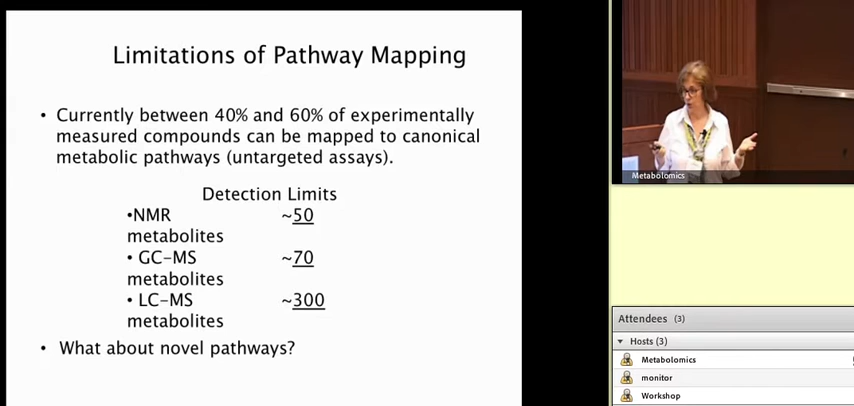 Limitations of Pathway Mapping
• Currently between 40% and 60% of experimentally
measured compounds can be mapped to canonical
metabolic pathways (untargeted assays).
Detection Limits
•NMR ~50
metabolites
• GC-MS ~70
metabolites
• LC-MS ~300
metabolites
• What about novel pathways?
Metabolomics
Attendees (3)
Hosts (3)
Metabolomics
monitor
Workshop